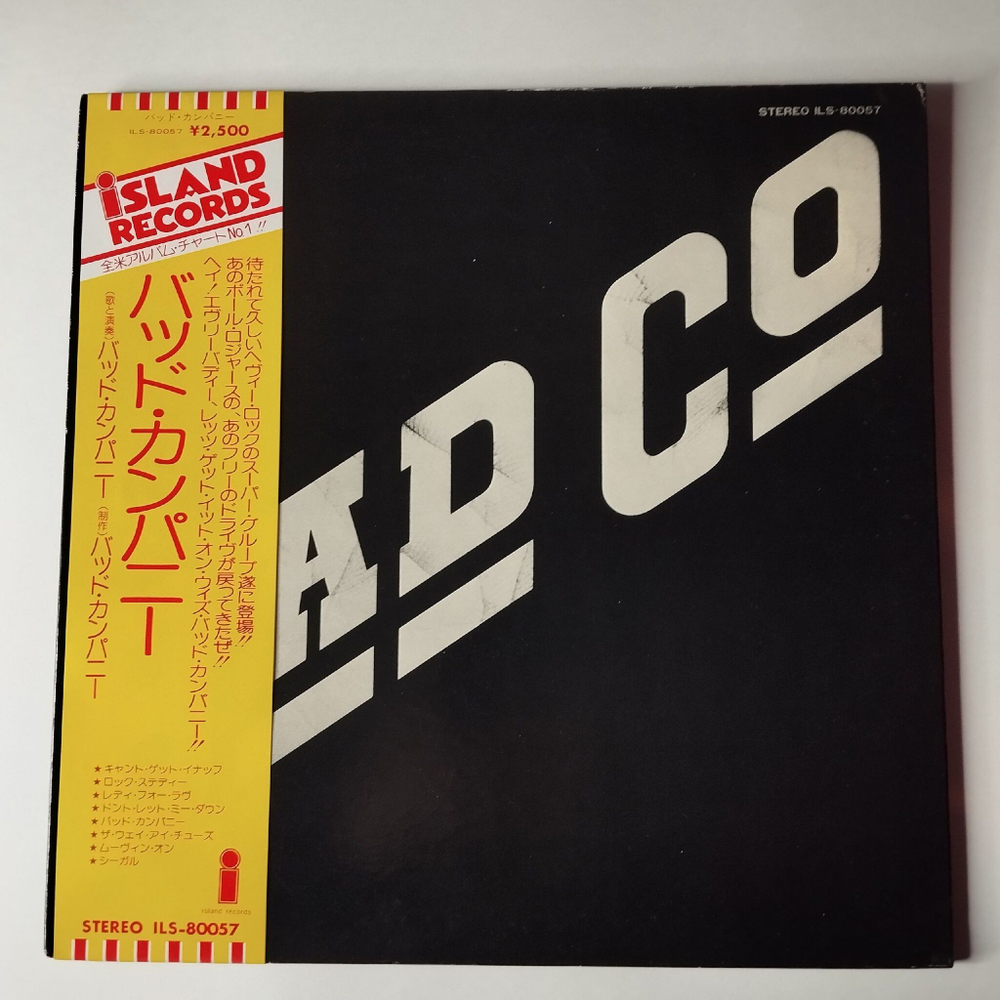 バッド・カンパニー
ILS-80057 ¥2,500
iSLAND
RECORDS
全米アルバム・チャートNo.1!!
待たれて久しいヘヴィー・ロックのスーパー・グループ遂に登場!!
あのポール・ロジャースの、あのフリーのドライヴが戻ってきたぜ!!
ヘイ!エヴリーバディー、レッツ・ゲット・イット・オン・ウィズ・バッド・カンパニー!!
バッド・カンパニー
(歌と演奏)バッド・カンパニー(制作)バッド・カンパニー
★キャント・ゲット・イナッフ
★ロック・ステディー
★レディ・フォー・ラヴ
★ドント・レット・ミー・ダウン
★バッド・カンパニー
★ザ・ウェイ・アイ・チューズ
★ムーヴィン・オン
★シーガル
island records
STEREO ILS-80057
STEREO ILS-80057
AD CO